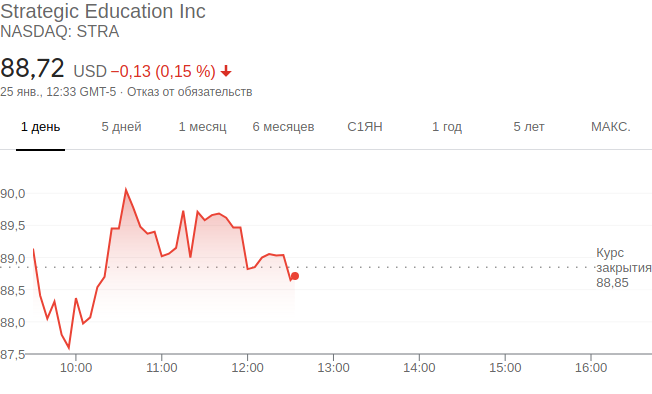 Strategic Education Inc
NASDAQ: STRA
88,72 USD −0,13 (0,15 %)
25 янв., 12:33 GMT-5 · Отказ от обязательств
1 день 5 дней 1 месяц 6 месяцев С1ЯН 1 год 5 лет МАКС.
90,0
89,5
89,0
88,5
88,0
87,5
Курс
закрытия
88,85
10:00 11:00 12:00 13:00 14:00 15:00 16:00